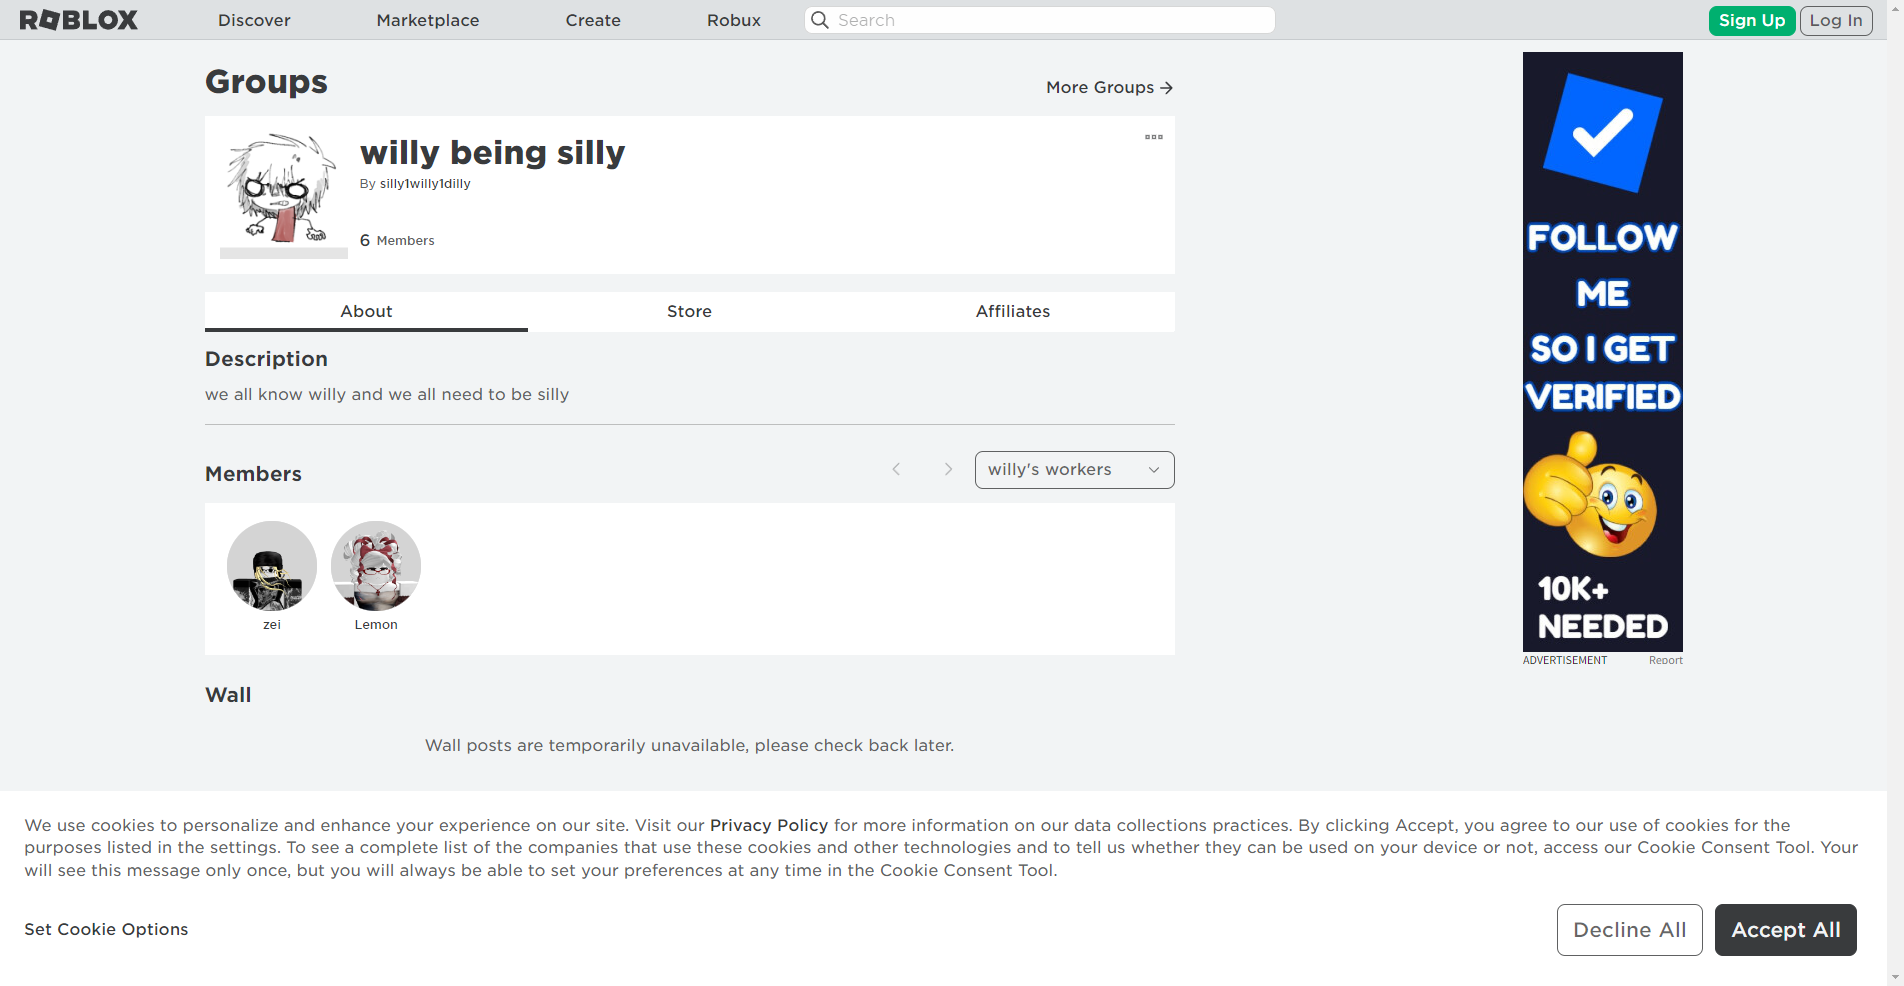 ROBLOX
Discover
Marketplace
Create
Robux
Search
Sign Up
Log In
Groups
More Groups →
willy being silly
By silly1willy1dilly
6 Members
About
Store
Affiliates
Description
we all know willy and we all need to be silly
Members
willy's workers
zei
Lemon
Wall
Wall posts are temporarily unavailable, please check back later.
FOLLOW
ME
SO I GET
VERIFIED
10K+
NEEDED
ADVERTISEMENT
Report
We use cookies to personalize and enhance your experience on our site. Visit our Privacy Policy for more information on our data collections practices. By clicking Accept, you agree to our use of cookies for the
purposes listed in the settings. To see a complete list of the companies that use these cookies and other technologies and to tell us whether they can be used on your device or not, access our Cookie Consent Tool. Your
will see this message only once, but you will always be able to set your preferences at any time in the Cookie Consent Tool.
Set Cookie Options
Decline All
Accept All